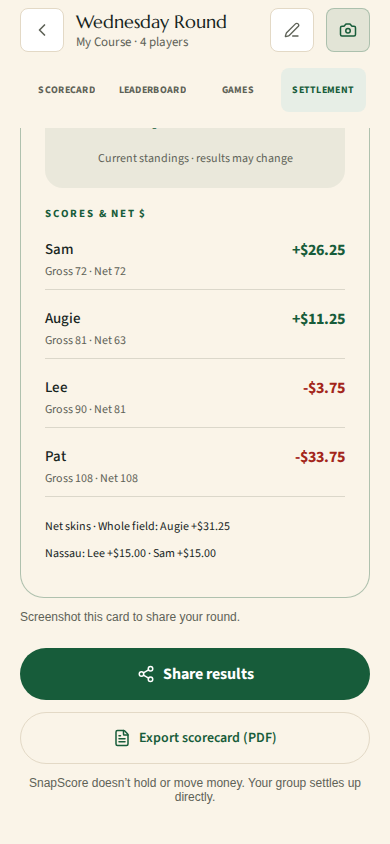 Wednesday Round
My Course · 4 players
SCORECARD
LEADERBOARD
GAMES
SETTLEMENT
Current standings · results may change
SCORES & NET $
Sam
+$26.25
Gross 72 · Net 72
Augie
+$11.25
Gross 81 · Net 63
Lee
-$3.75
Gross 90 · Net 81
Pat
-$33.75
Gross 108 · Net 108
Net skins · Whole field: Augie +$31.25
Nassau: Lee +$15.00 · Sam +$15.00
Screenshot this card to share your round.
Share results
Export scorecard (PDF)
SnapScore doesn’t hold or move money. Your group settles up
directly.